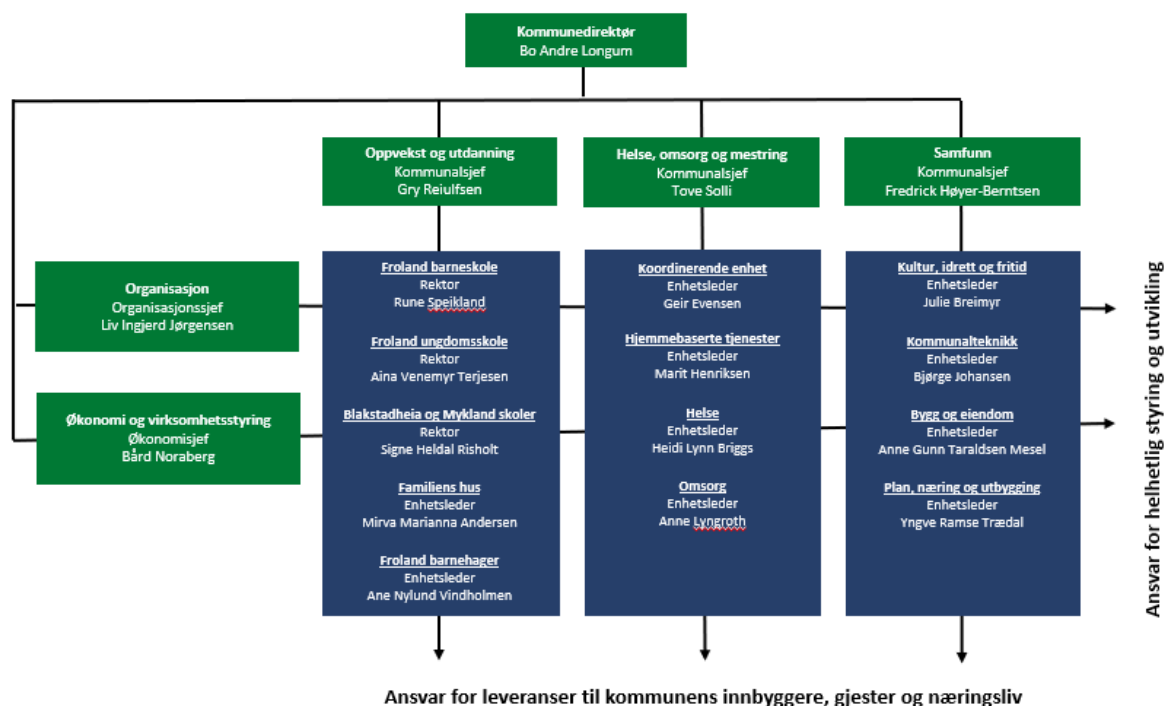 Kommunedirektør
Bo Andre Longum
Oppvekst og utdanning
Kommunalsjef
Gry Reiulfsen
Helse, omsorg og mestring
Kommunalsjef
Tove Solli
Samfunn
Kommunalsjef
Fredrick Høyer-Berntsen
Organisasjon
Organisasjonssjef
Liv Ingjerd Jørgensen
Økonomi og virksomhetsstyring
Økonomisjef
Bård Noraberg
Froland barneskole
Rektor
Rune Speikland
Froland ungdomsskole
Rektor
Aina Venemyr Terjesen
Blakstadheia og Mykland skoler
Rektor
Signe Heldal Risholt
Familiens hus
Enhetsleder
Mirva Marianna Andersen
Froland barnehager
Enhetsleder
Ane Nylund Vindholmen
Koordinerende enhet
Enhetsleder
Geir Evensen
Hjemmebaserte tjenester
Enhetsleder
Marit Henriksen
Helse
Enhetsleder
Heidi Lynn Briggs
Omsorg
Enhetsleder
Anne Lyngroth
Kultur, idrett og fritid
Enhetsleder
Julie Breimyr
Kommunalteknikk
Enhetsleder
Bjørge Johansen
Bygg og eiendom
Enhetsleder
Anne Gunn Taraldsen Mesel
Plan, næring og utbygging
Enhetsleder
Yngve Ramse Trædal
Ansvar for helhetlig styring og utvikling
Ansvar for leveranser til kommunens innbyggere, gjester og næringsliv